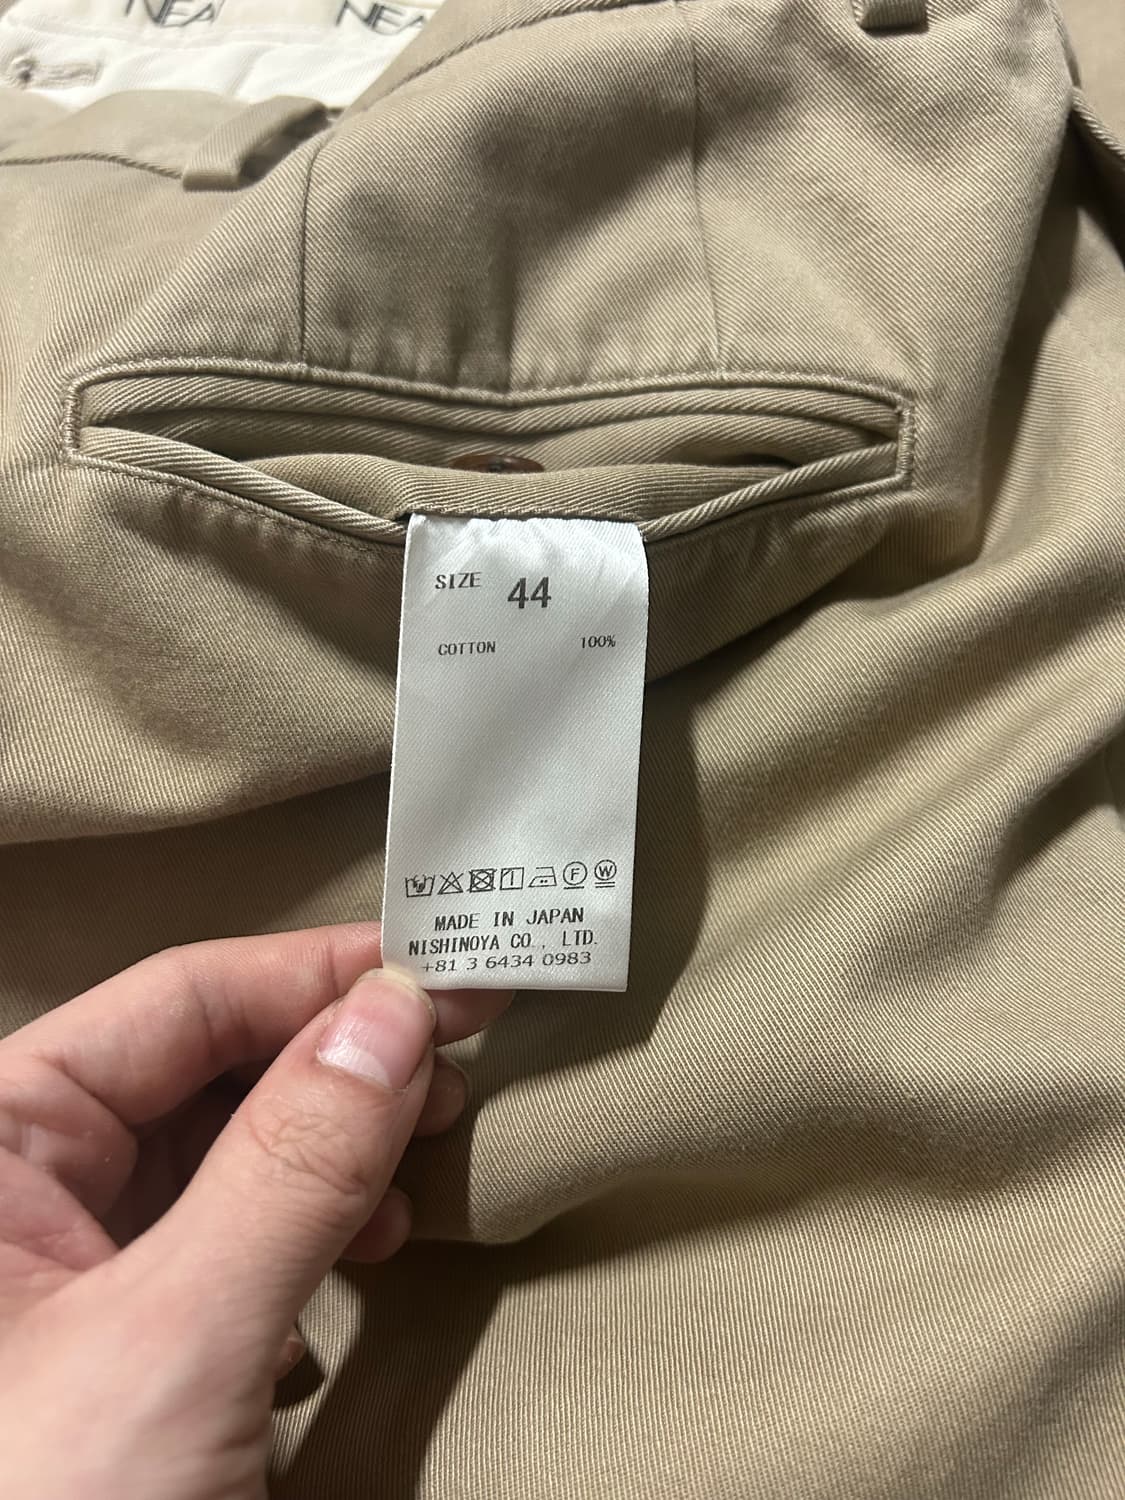 NEA NEA
SIZE 44
COTTON 100%
F W
MADE IN JAPAN
NISHINOYA CO., LTD.
+81 3 6434 0983